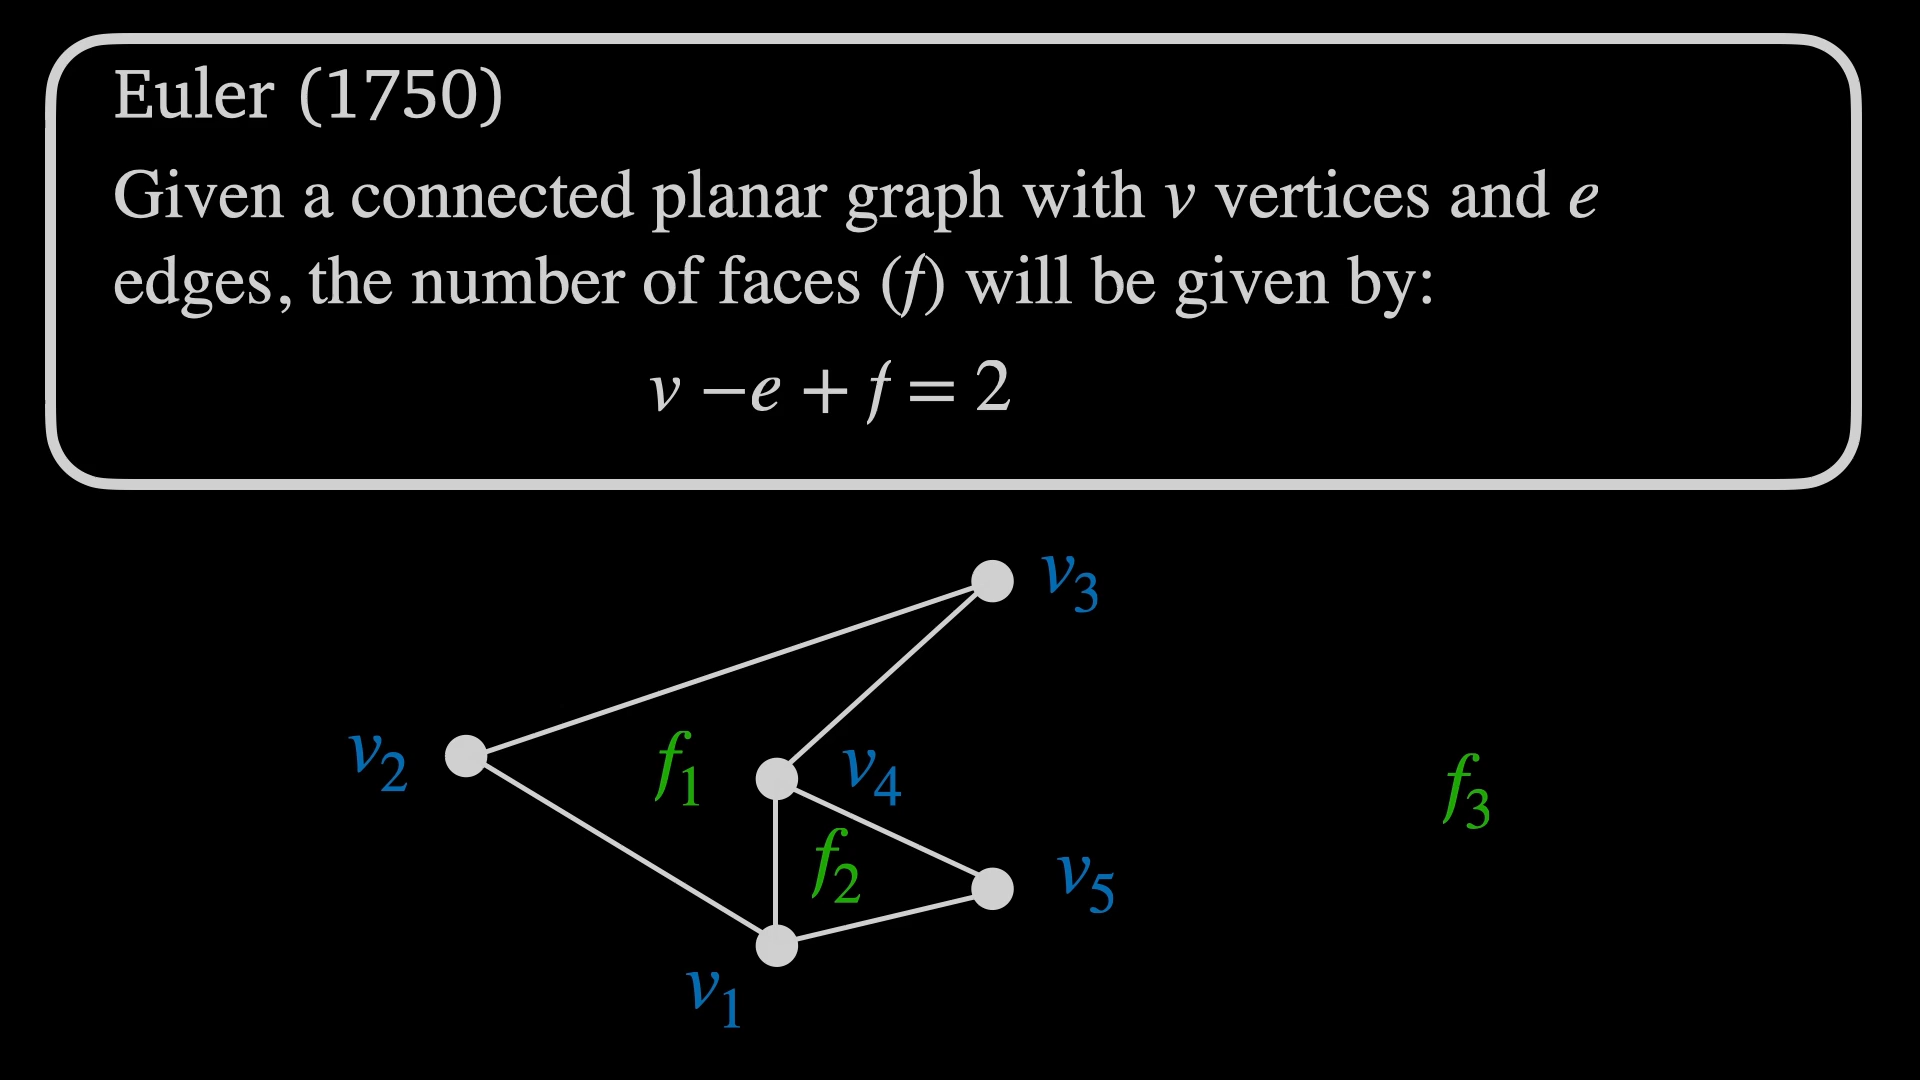 Euler (1750)
Given a connected planar graph with v vertices and e
edges, the number of faces (f) will be given by:
v − e + f = 2
v₃
v₂
f₁
v₄
f₃
f₂
v₅
v₁